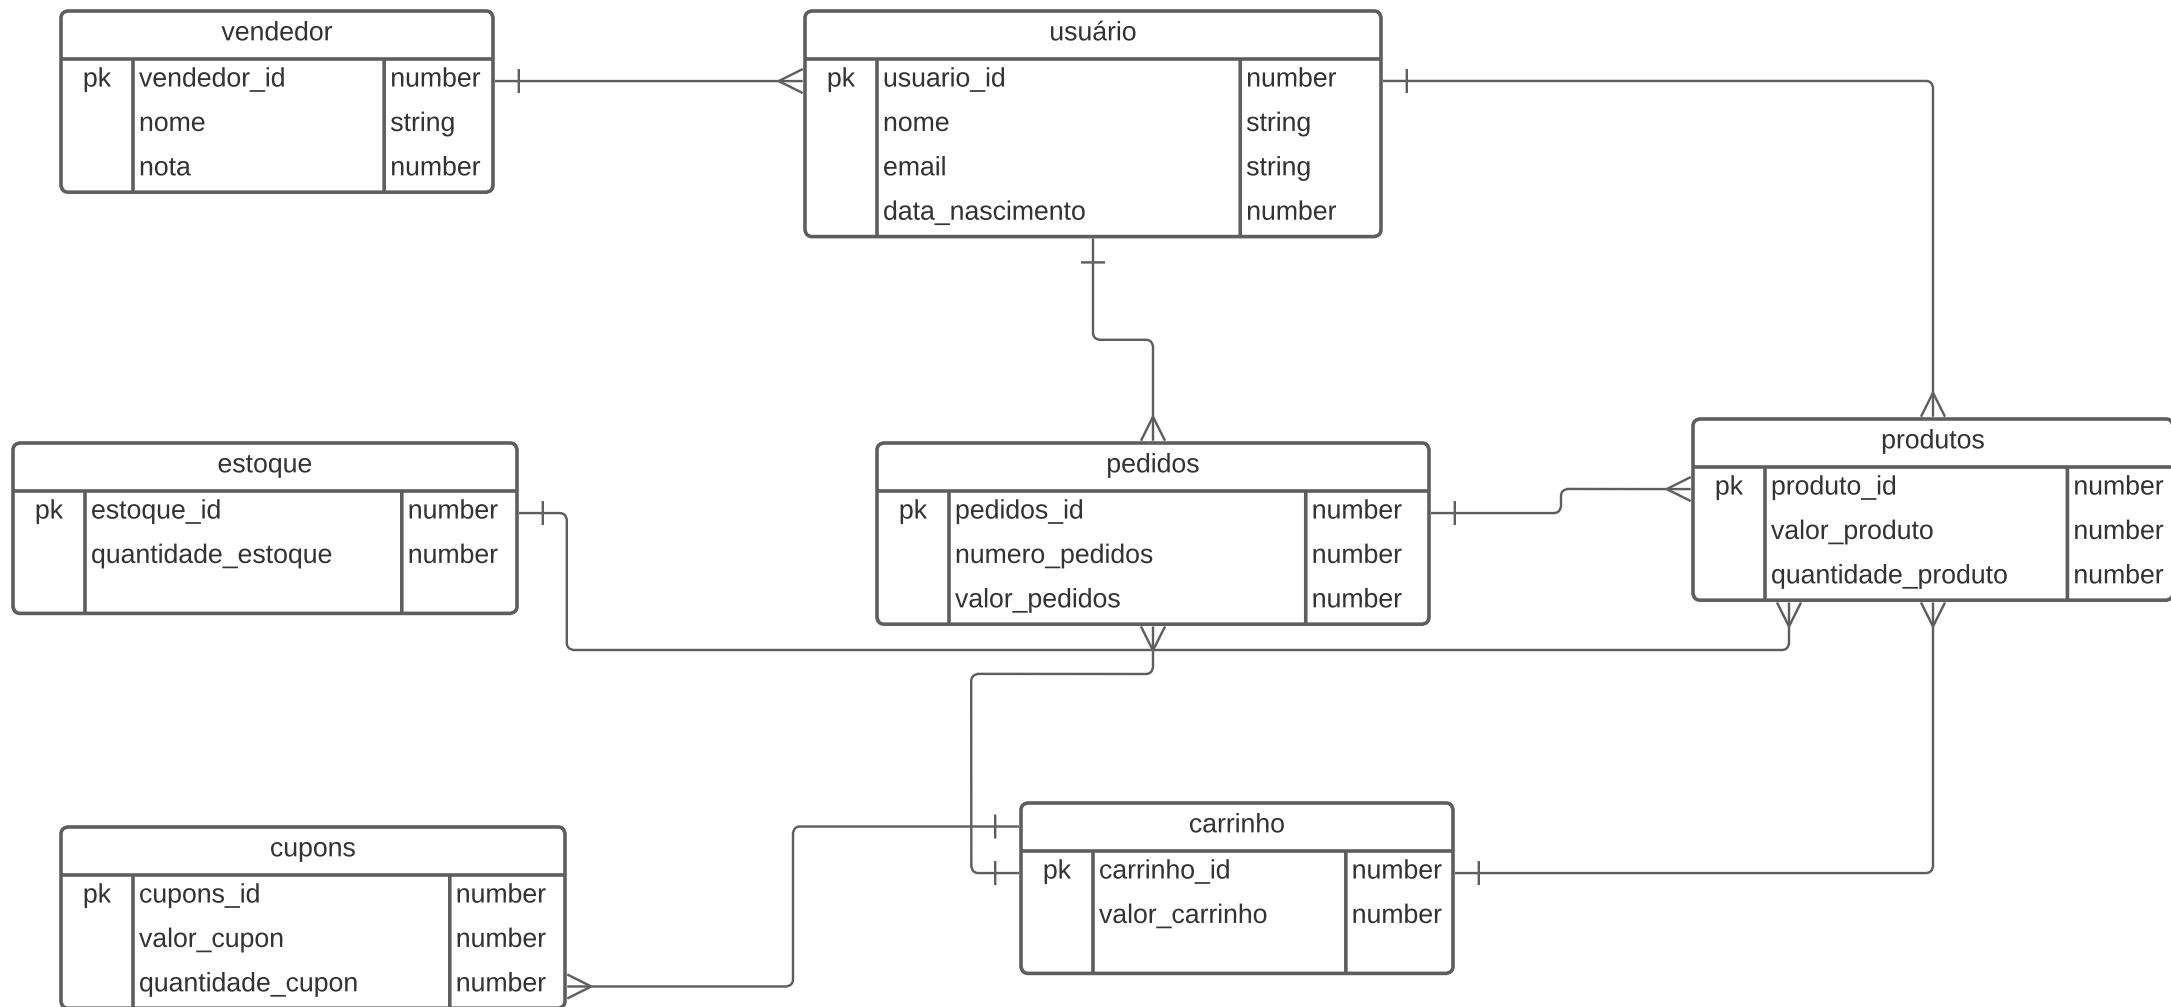 vendedor
pk vendedor_id number
nome string
nota number
usuário
pk usuario_id number
nome string
email string
data_nascimento number
estoque
pk estoque_id number
quantidade_estoque number
pedidos
pk pedidos_id number
numero_pedidos number
valor_pedidos number
produtos
pk produto_id number
valor_produto number
quantidade_produto number
cupons
pk cupons_id number
valor_cupon number
quantidade_cupon number
carrinho
pk carrinho_id number
valor_carrinho number